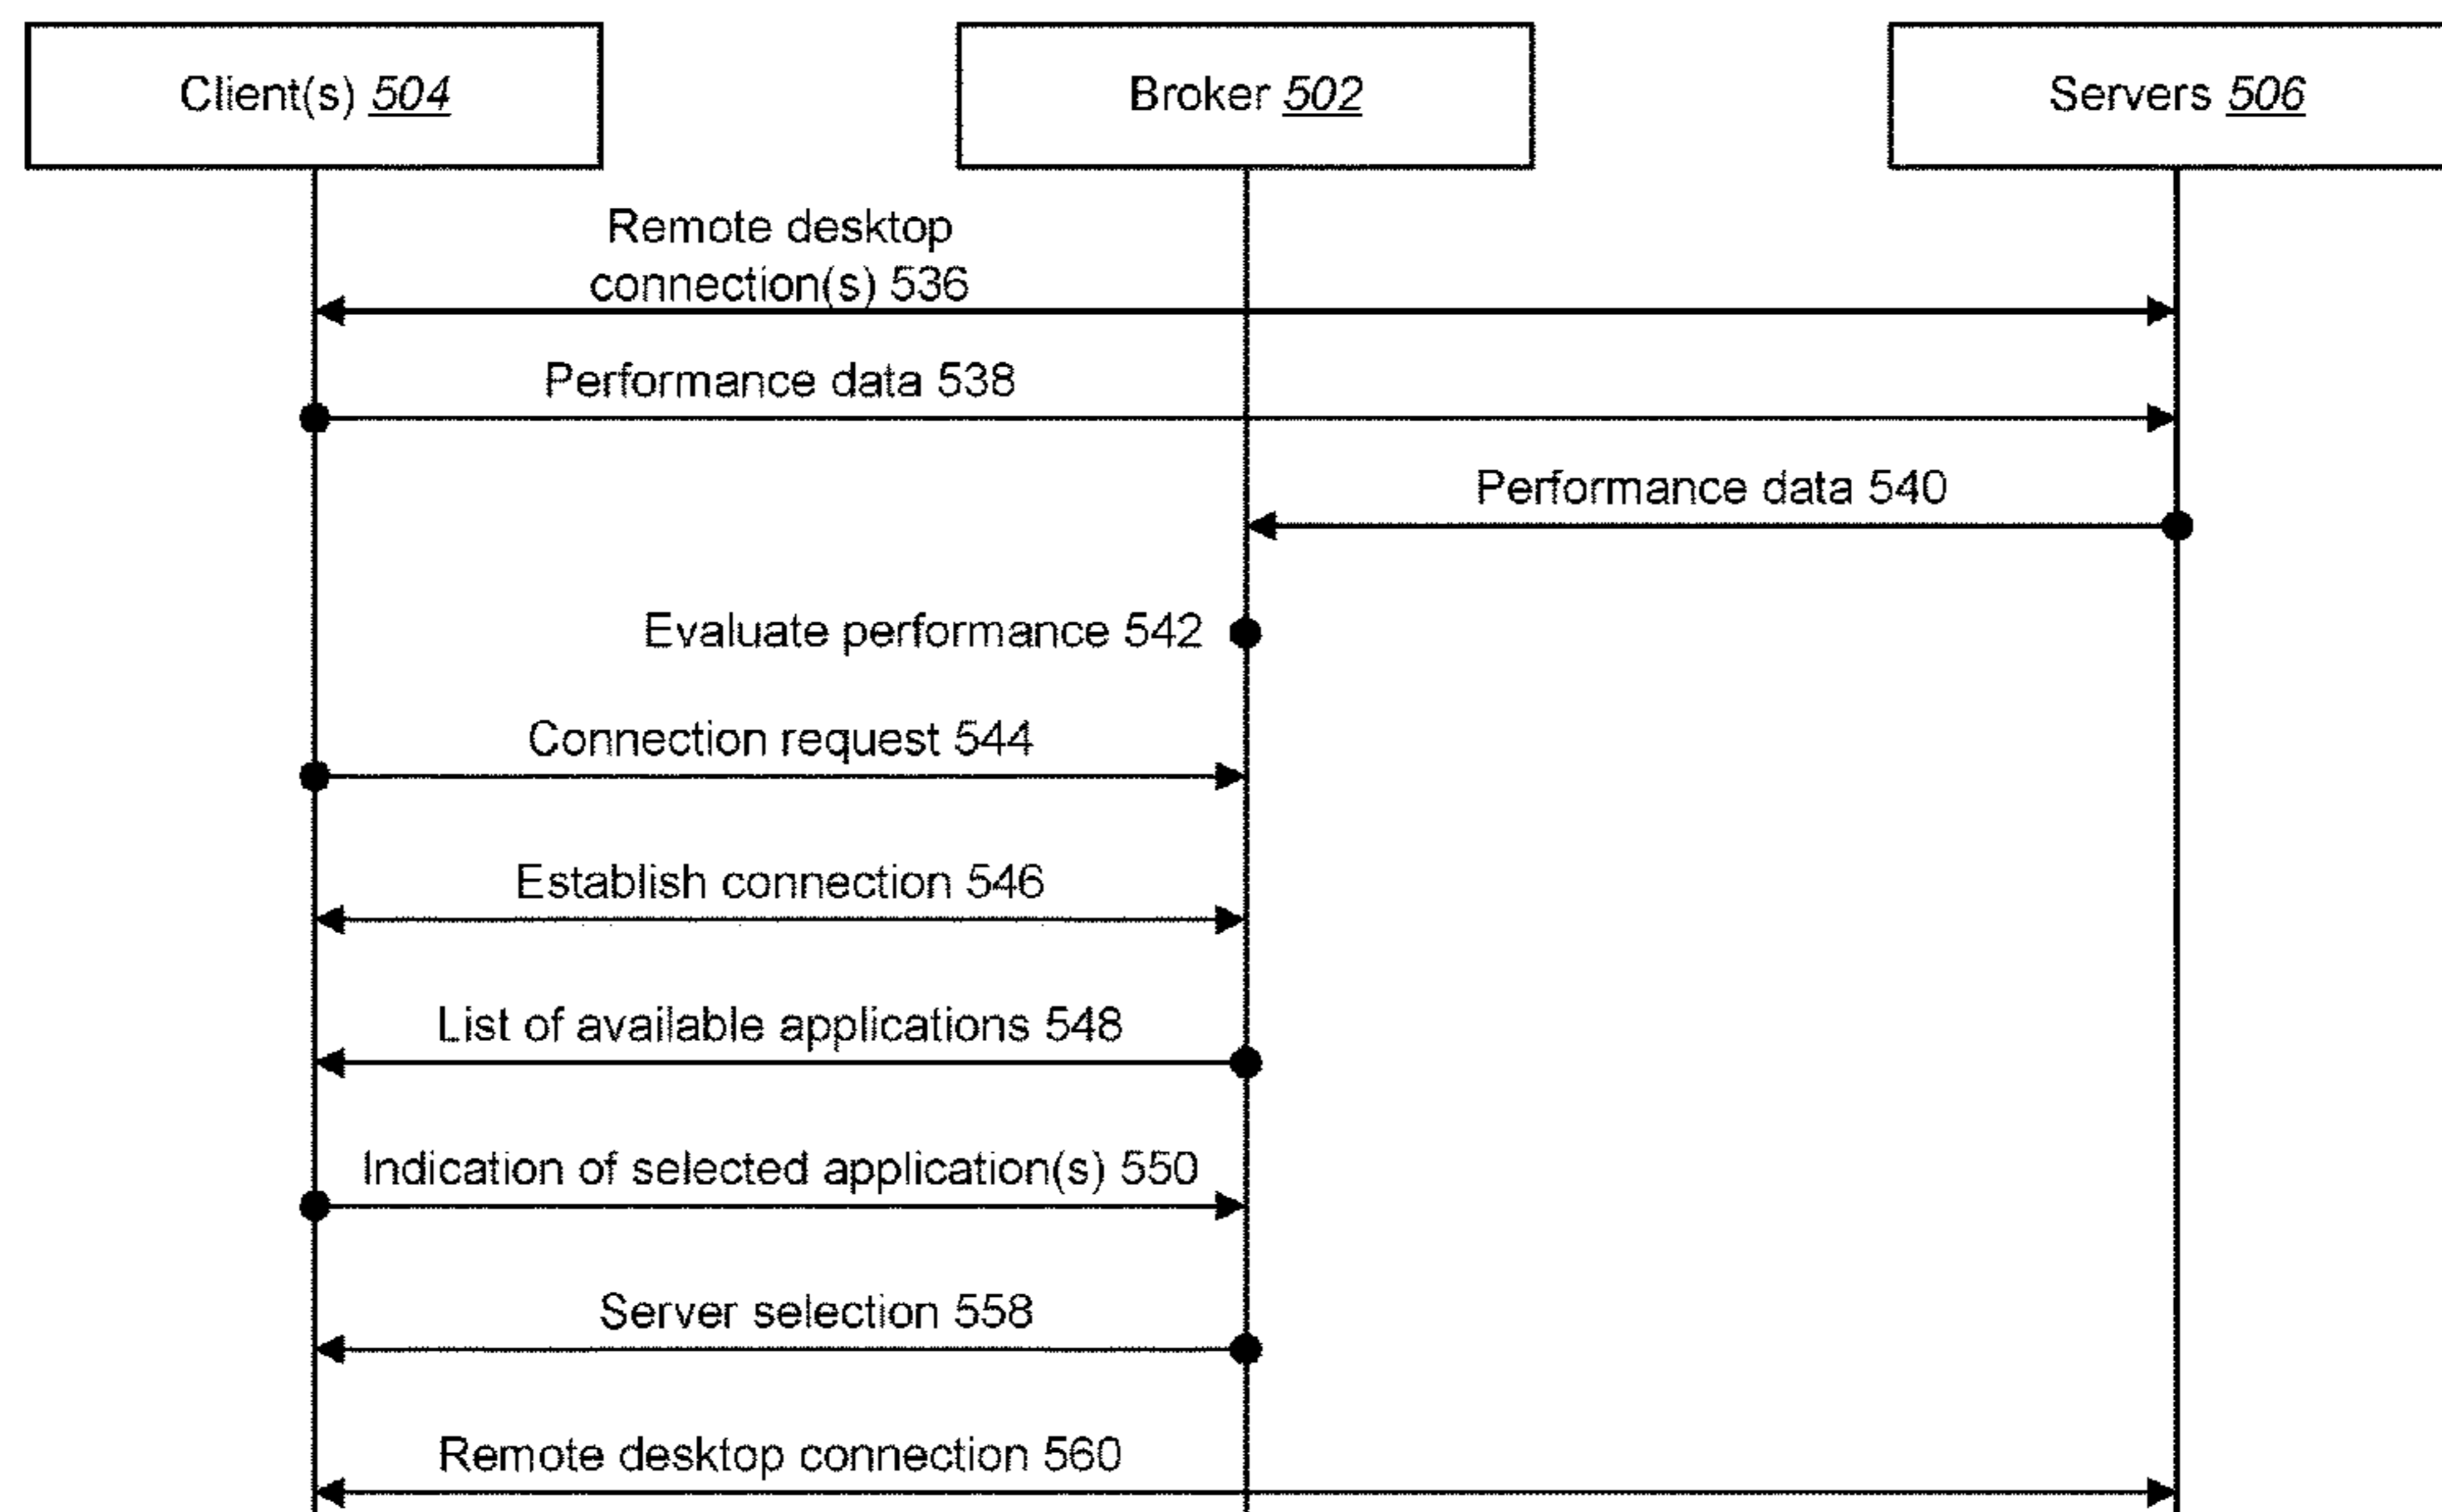 Client(s) 504
Broker 502
Servers 506
Remote desktop
connection(s) 536
Performance data 538
Performance data 540
Evaluate performance 542
Connection request 544
Establish connection 546
List of available applications 548
Indication of selected application(s) 550
Server selection 558
Remote desktop connection 560